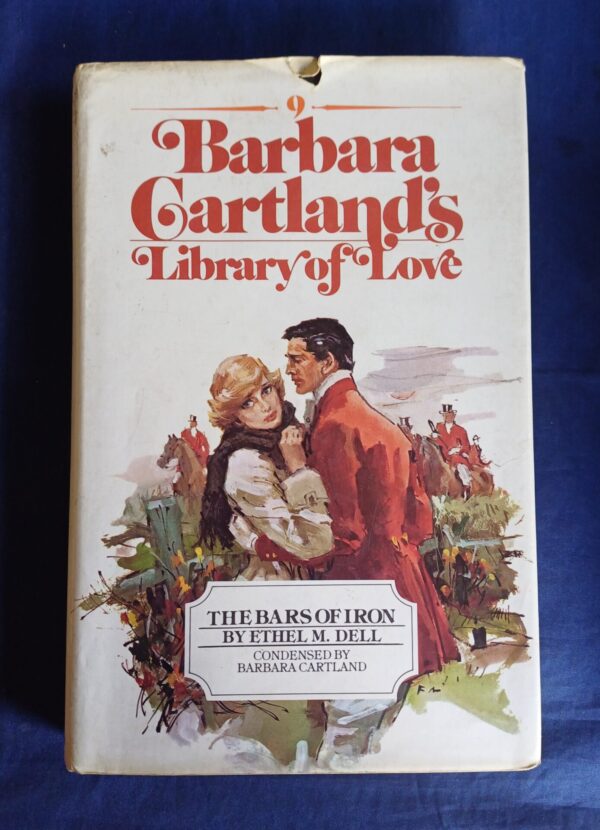 9
Barbara
Cartland's
Library of Love
THE BARS OF IRON
BY ETHEL M. DELL
CONDENSED BY
BARBARA CARTLAND